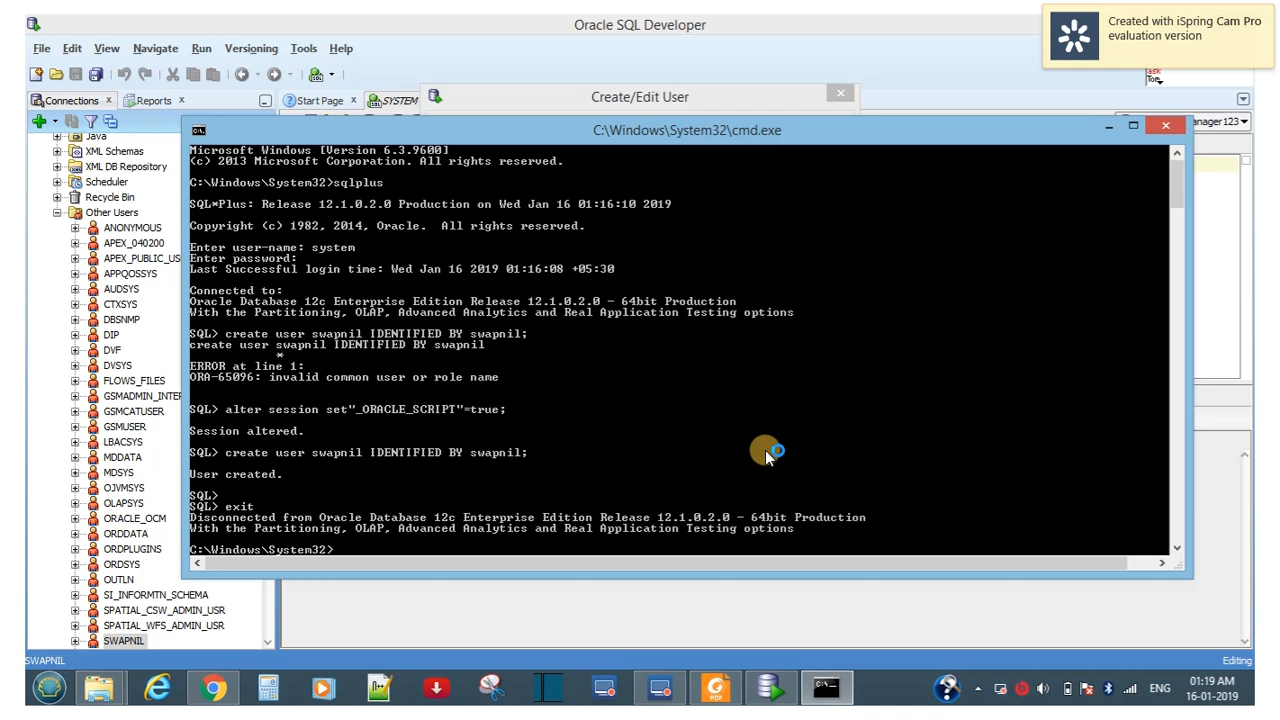 Oracle SQL Developer
Created with iSpring Cam Pro
evaluation version
File Edit View Navigate Run Versioning Tools Help
Connections
Reports
Start Page
SYSTEM
Create/Edit User
C:\Windows\System32\cmd.exe
Java
XML Schemas
XML DB Repository
Scheduler
Recycle Bin
Other Users
ANONYMOUS
APEX_040200
APEX_PUBLIC_US
APPQOSSYS
AUDSYS
CTXSYS
DBSNMP
DIP
DVF
DVSYS
FLOWS_FILES
GSMADMIN_INTER
GSMCATUSER
GSMUSER
LBACSYS
MDDATA
MDSYS
OJVMSYS
OLAPSYS
ORACLE_OCM
ORDDATA
ORDPLUGINS
ORDSYS
OUTLN
SI_INFORMTN_SCHEMA
SPATIAL_CSW_ADMIN_USR
SPATIAL_WFS_ADMIN_USR
SWAPNIL
Microsoft Windows [Version 6.3.9600]
(c) 2013 Microsoft Corporation. All rights reserved.
C:\Windows\System32>sqlplus
SQL*Plus: Release 12.1.0.2.0 Production on Wed Jan 16 01:16:10 2019
Copyright (c) 1982, 2014, Oracle.  All rights reserved.
Enter user-name: system
Enter password:
Last Successful login time: Wed Jan 16 2019 01:16:08 +05:30
Connected to:
Oracle Database 12c Enterprise Edition Release 12.1.0.2.0 - 64bit Production
With the Partitioning, OLAP, Advanced Analytics and Real Application Testing options
SQL> create user swapnil IDENTIFIED BY swapnil;
create user swapnil IDENTIFIED BY swapnil
*
ERROR at line 1:
ORA-65096: invalid common user or role name
SQL> alter session set"_ORACLE_SCRIPT"=true;
Session altered.
SQL> create user swapnil IDENTIFIED BY swapnil;
User created.
SQL>
SQL> exit
Disconnected from Oracle Database 12c Enterprise Edition Release 12.1.0.2.0 - 64bit Production
With the Partitioning, OLAP, Advanced Analytics and Real Application Testing options
C:\Windows\System32>
anager123
SWAPNIL
Editing
ENG
01:19 AM
16-01-2019